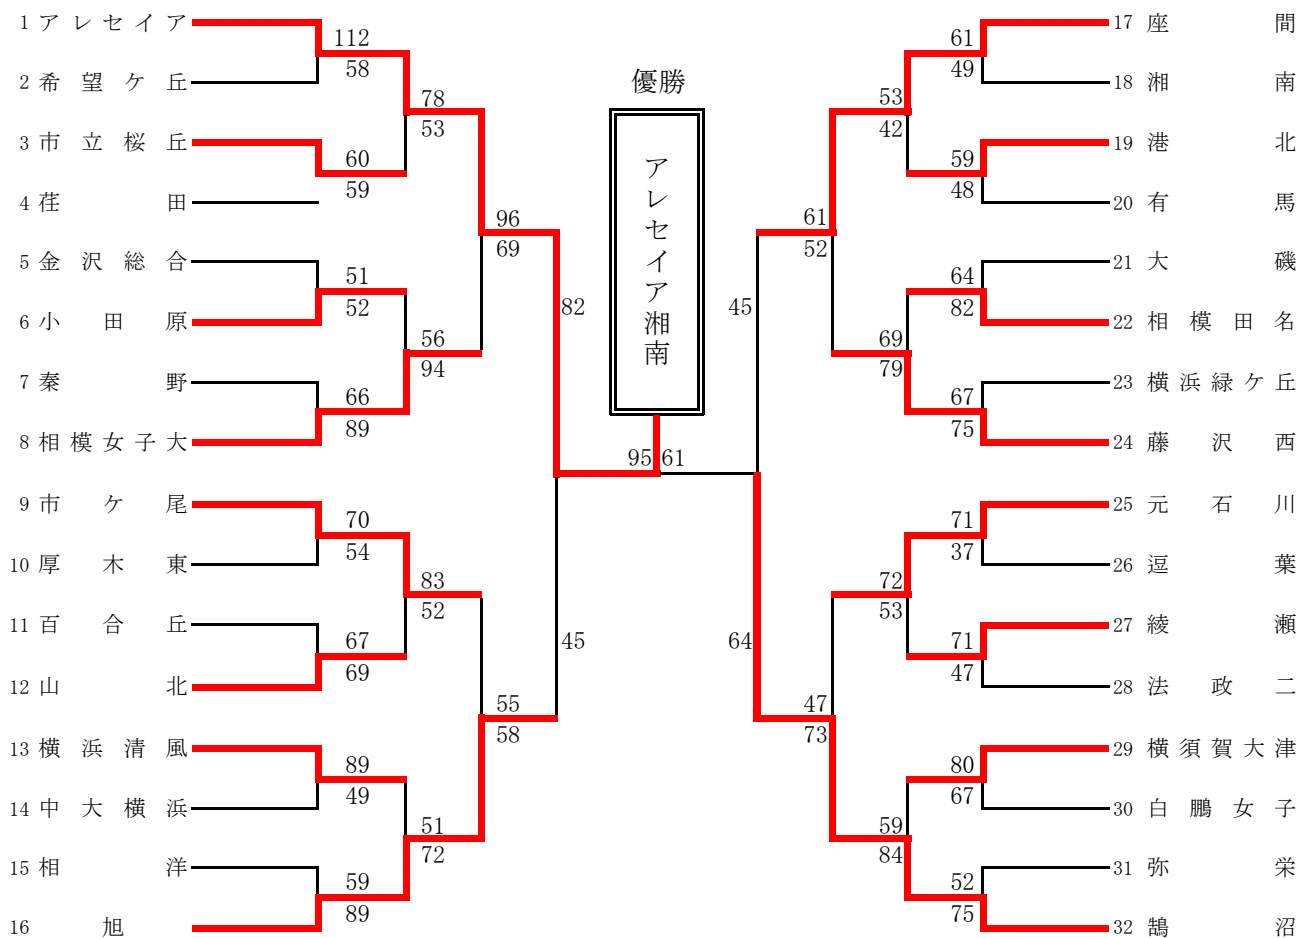 優勝
アレセイア湘南
1 アレセイア
2 希望ケ丘
3 市立桜丘
4 荏田
5 金沢総合
6 小田原
7 秦野
8 相模女子大
9 市ケ尾
10 厚木東
11 百合丘
12 山北
13 横浜清風
14 中大横浜
15 相洋
16 旭
112
58
60
59
51
52
66
89
70
54
67
69
89
49
59
89
78
53
56
94
83
52
51
72
96
69
55
58
82
45
95 61
45
64
61
52
47
73
53
42
69
79
72
53
59
84
61
49
59
48
64
82
67
75
71
37
71
47
80
67
52
75
17 座間
18 湘南
19 港北
20 有馬
21 大磯
22 相模田名
23 横浜緑ケ丘
24 藤沢西
25 元石川
26 逗葉
27 綾瀬
28 法政二
29 横須賀大津
30 白鵬女子
31 弥栄
32 鵠沼